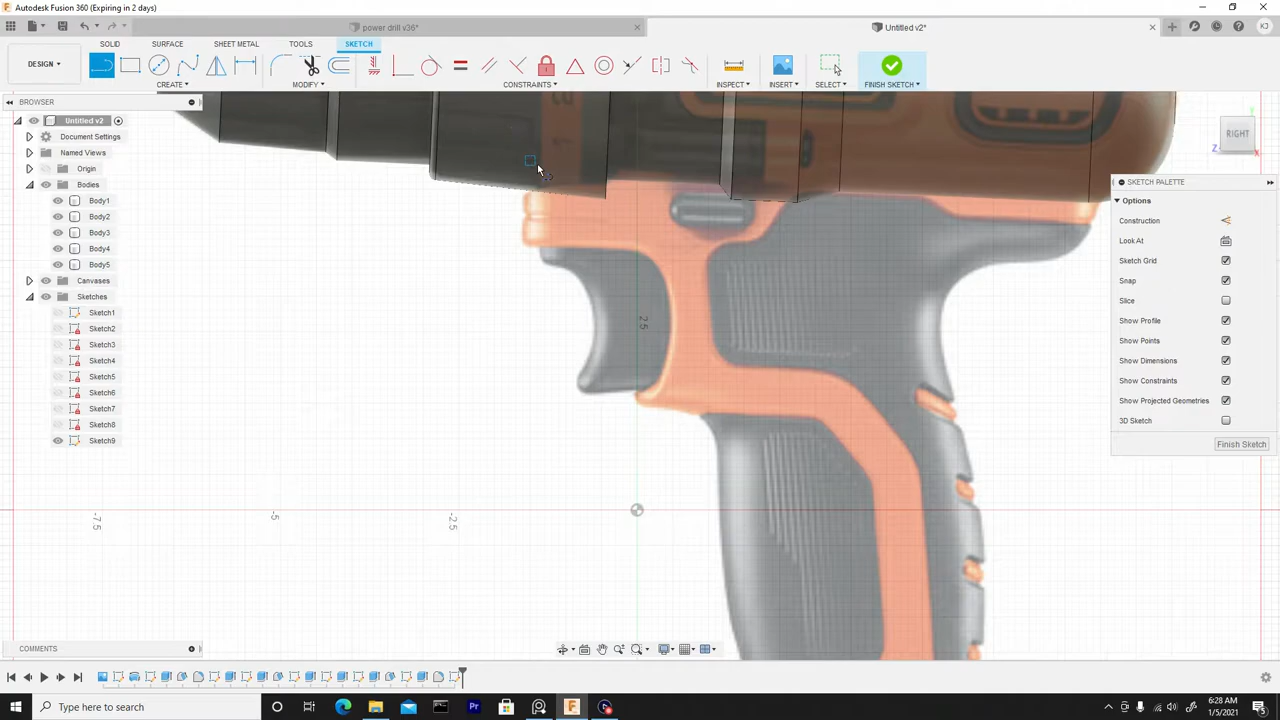 Autodesk Fusion 360 (Expiring in 2 days)
power drill v36*
Untitled v2*
KJ
DESIGN
SOLID
SURFACE
SHEET METAL
TOOLS
SKETCH
CREATE
MODIFY
CONSTRAINTS
INSPECT
INSERT
SELECT
FINISH SKETCH
BROWSER
Untitled v2
Document Settings
Named Views
Origin
Bodies
Body1
Body2
Body3
Body4
Body5
Canvases
Sketches
Sketch1
Sketch2
Sketch3
Sketch4
Sketch5
Sketch6
Sketch7
Sketch8
Sketch9
RIGHT
Z
X
Y
SKETCH PALETTE
Options
Construction
Look At
Sketch Grid
Snap
Slice
Show Profile
Show Points
Show Dimensions
Show Constraints
Show Projected Geometries
3D Sketch
Finish Sketch
2.5
-7.5
-5
-2.5
COMMENTS
Type here to search
6:28 AM
1/5/2021